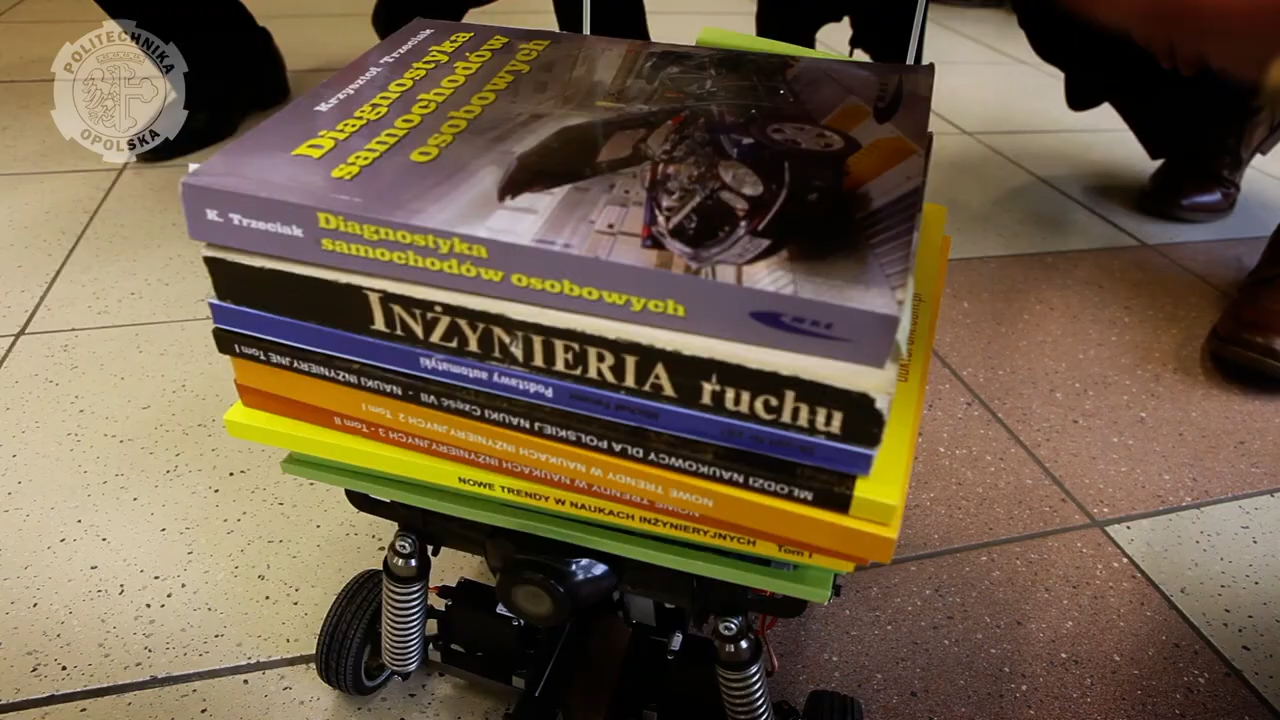 POLITECHNIKA
OPOLSKA
Krzysztof Trzeciak
Diagnostyka
samochodów
osobowych
K. Trzeciak
Diagnostyka
samochodów osobowych
WKŁ
INŻYNIERIA ruchu
Podstawy automatyki
MŁODZI NAUKOWCY DLA POLSKIEJ NAUKI Część VII - NAUKI INŻYNIERYJNE Tom I
NOWE TRENDY W NAUKACH INŻYNIERYJNYCH 2 Tom I
NOWE TRENDY W NAUKACH INŻYNIERYJNYCH 3 - Tom II
NOWE TRENDY W NAUKACH INŻYNIERYJNYCH Tom I